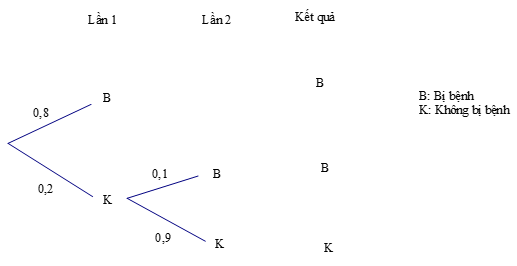 Lần 1 Lần 2 Kết quả
B
B: Bị bệnh
B
K: Không bị bệnh
0,8
0,1 B B
0,2 K
0,9 K K